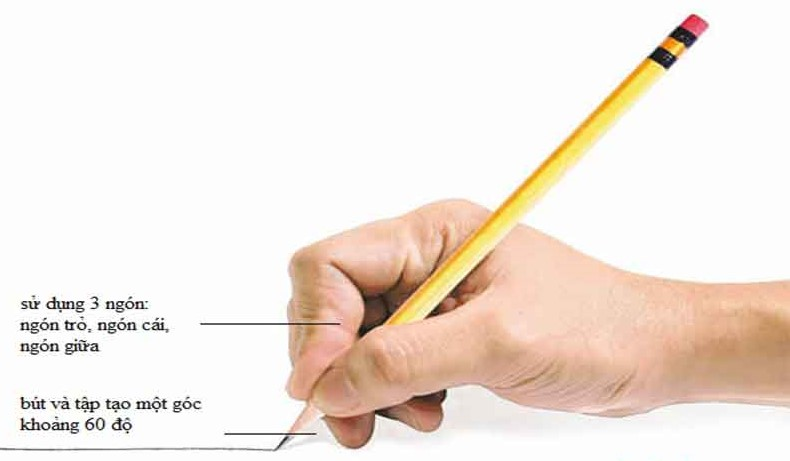 sử dụng 3 ngón:
ngón trỏ, ngón cái,
ngón giữa
bút và tập tạo một góc
khoảng 60 độ